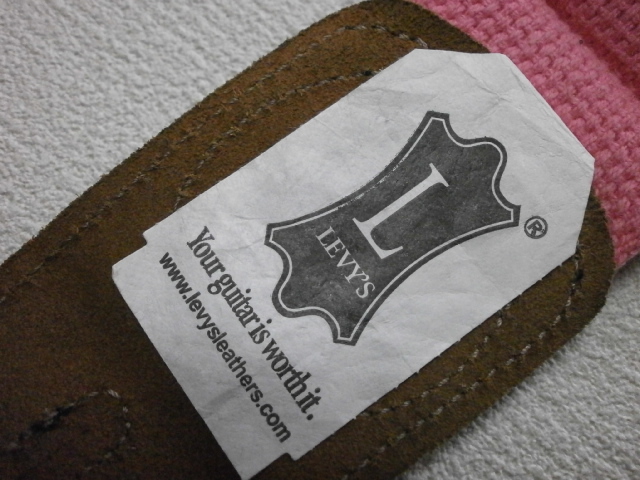 L
LEVY'S
®
Your guitar is worth it.
www.levysleathers.com